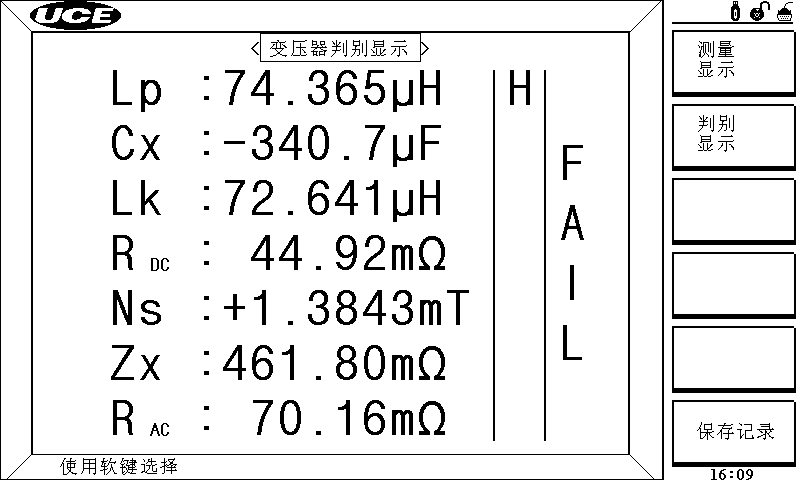 UCE
<变压器判别显示>
Lp :74.365µH H
Cx :-340.7µF
Lk :72.641µH
R DC : 44.92mΩ
Ns :+1.3843mT
Zx :461.80mΩ
R AC : 70.16mΩ
FAIL
测量
显示
判别
显示
保存记录
使用软键选择
16:09